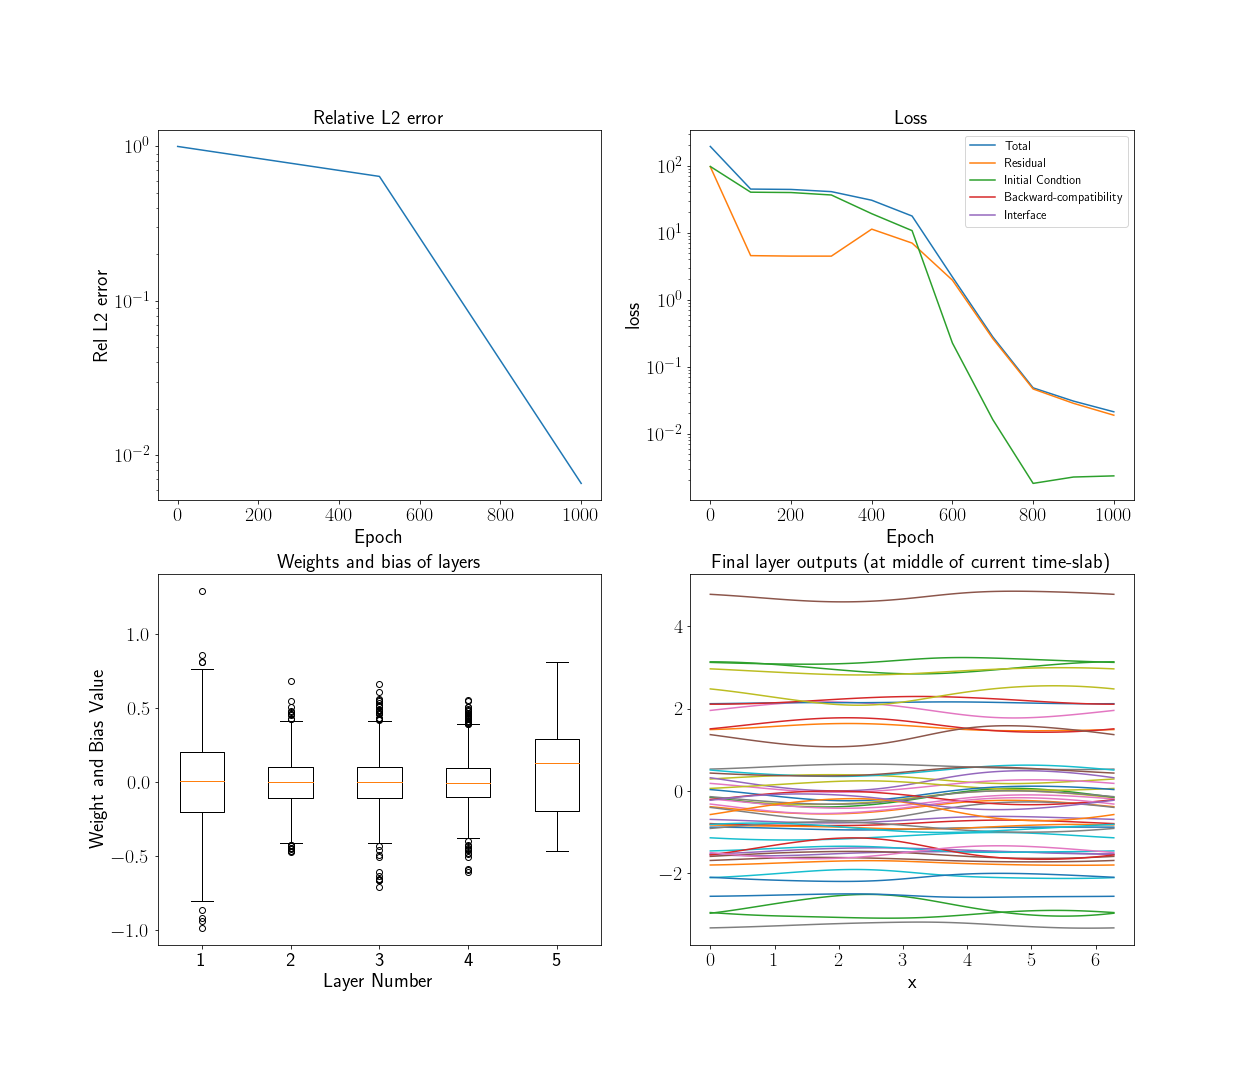 Relative L2 error
10^0
10^{-1}
10^{-2}
Rel L2 error
0 200 400 600 800 1000
Epoch
Loss
Total
Residual
Initial Condtion
Backward-compatibility
Interface
10^2
10^1
10^0
10^{-1}
10^{-2}
loss
0 200 400 600 800 1000
Epoch
Weights and bias of layers
1.0
0.5
0.0
−0.5
−1.0
Weight and Bias Value
1 2 3 4 5
Layer Number
Final layer outputs (at middle of current time-slab)
4
2
0
−2
0 1 2 3 4 5 6
x